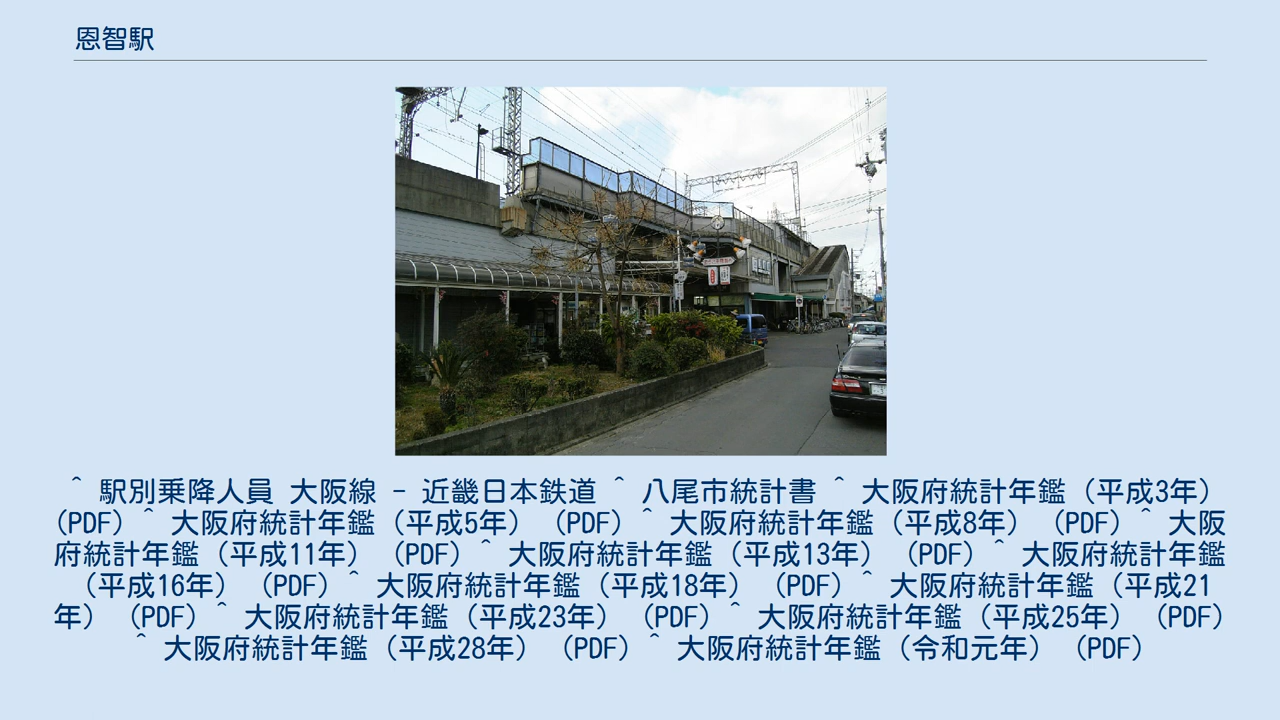 恩智駅
^ 駅別乗降人員 大阪線 - 近畿日本鉄道 ^ 八尾市統計書 ^ 大阪府統計年鑑（平成3年）
（PDF） ^ 大阪府統計年鑑（平成5年）（PDF） ^ 大阪府統計年鑑（平成8年）（PDF） ^ 大阪
府統計年鑑（平成11年）（PDF） ^ 大阪府統計年鑑（平成13年）（PDF） ^ 大阪府統計年鑑
（平成16年）（PDF） ^ 大阪府統計年鑑（平成18年）（PDF） ^ 大阪府統計年鑑（平成21
年）（PDF） ^ 大阪府統計年鑑（平成23年）（PDF） ^ 大阪府統計年鑑（平成25年）（PDF）
^ 大阪府統計年鑑（平成28年）（PDF） ^ 大阪府統計年鑑（令和元年）（PDF）